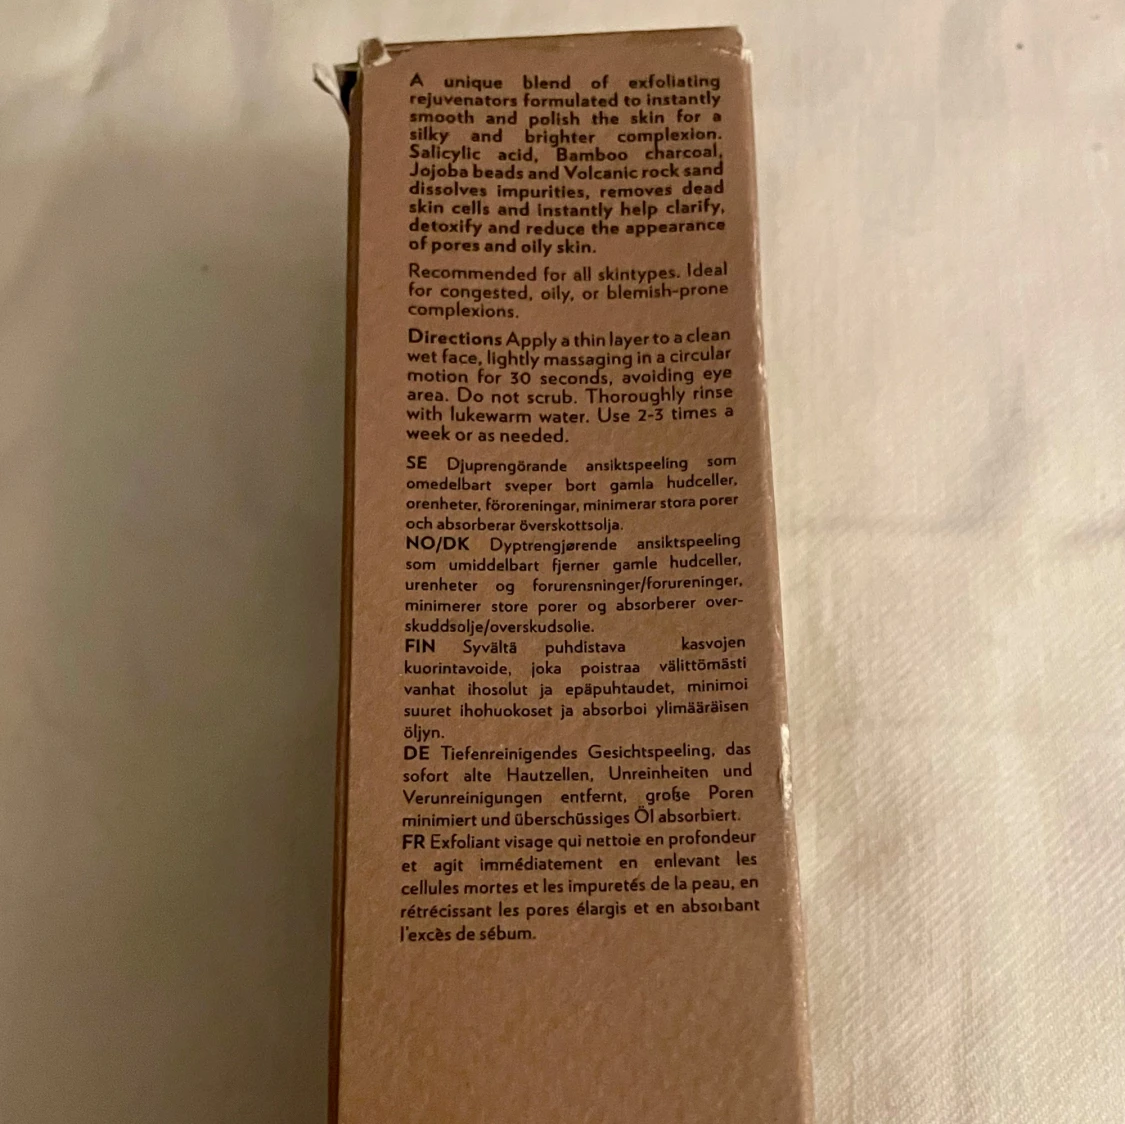 A unique blend of exfoliating
rejuvenators formulated to instantly
smooth and polish the skin for a
silky and brighter complexion.
Salicylic acid, Bamboo charcoal,
Jojoba beads and Volcanic rock sand
dissolves impurities, removes dead
skin cells and instantly help clarify,
detoxify and reduce the appearance
of pores and oily skin.
Recommended for all skintypes. Ideal
for congested, oily, or blemish-prone
complexions.
Directions Apply a thin layer to a clean
wet face, lightly massaging in a circular
motion for 30 seconds, avoiding eye
area. Do not scrub. Thoroughly rinse
with lukewarm water. Use 2-3 times a
week or as needed.
SE Djuprengörande ansiktspeeling som
omedelbart sveper bort gamla hudceller,
orenheter, föroreningar, minimerar stora porer
och absorberar överskottsolja.
NO/DK Dyptrengjørende ansiktspeeling
som umiddelbart fjerner gamle hudceller,
urenheter og forurensninger/forureninger,
minimerer store porer og absorberer over-
skuddsolje/overskudsolie.
FIN Syvältä puhdistava kasvojen
kuorintavoide, joka poistraa välittömästi
vanhat ihosolut ja epäpuhtaudet, minimoi
suuret ihohuokoset ja absorboi ylimääräisen
öljyn.
DE Tiefenreinigendes Gesichtspeeling, das
sofort alte Hautzellen, Unreinheiten und
Verunreinigungen entfernt, große Poren
minimiert und überschüssiges Öl absorbiert.
FR Exfoliant visage qui nettoie en profondeur
et agit immédiatement en enlevant les
cellules mortes et les impuretés de la peau, en
rétrécissant les pores élargis et en absorbant
l'excès de sébum.